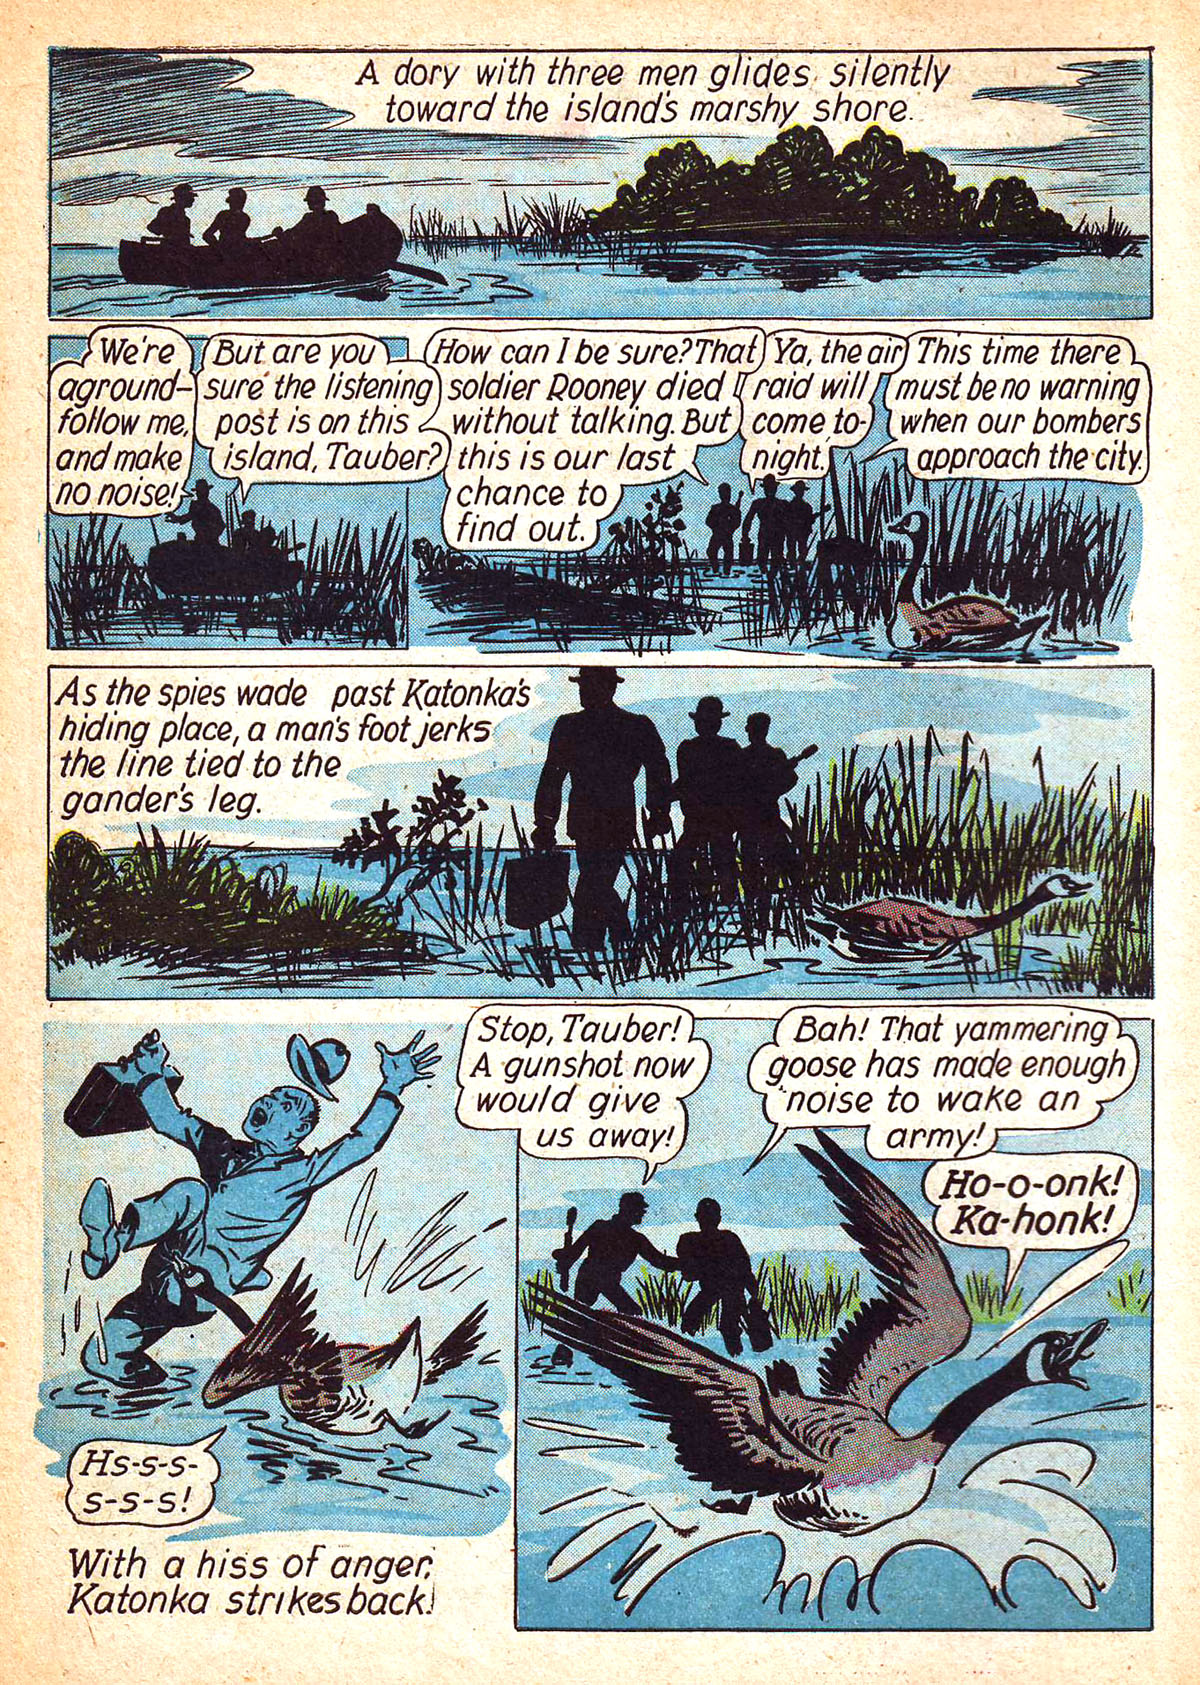 A dory with three men glides silently
toward the island's marshy shore.
We're
aground—
follow me,
and make
no noise!
But are you
sure the listening
post is on this
island, Tauber?
How can I be sure? That
soldier Rooney died
without talking. But
this is our last
chance to
find out.
Ya, the air
raid will
come to-
night.
This time there
must be no warning
when our bombers
approach the city.
As the spies wade past Katonka's
hiding place, a man's foot jerks
the line tied to the
gander's leg.
Hs-s-s-
s-s-s!
With a hiss of anger,
Katonka strikes back!
Stop, Tauber!
A gunshot now
would give
us away!
Bah! That yammering
goose has made enough
noise to wake an
army!
Ho-o-onk!
Ka-honk!